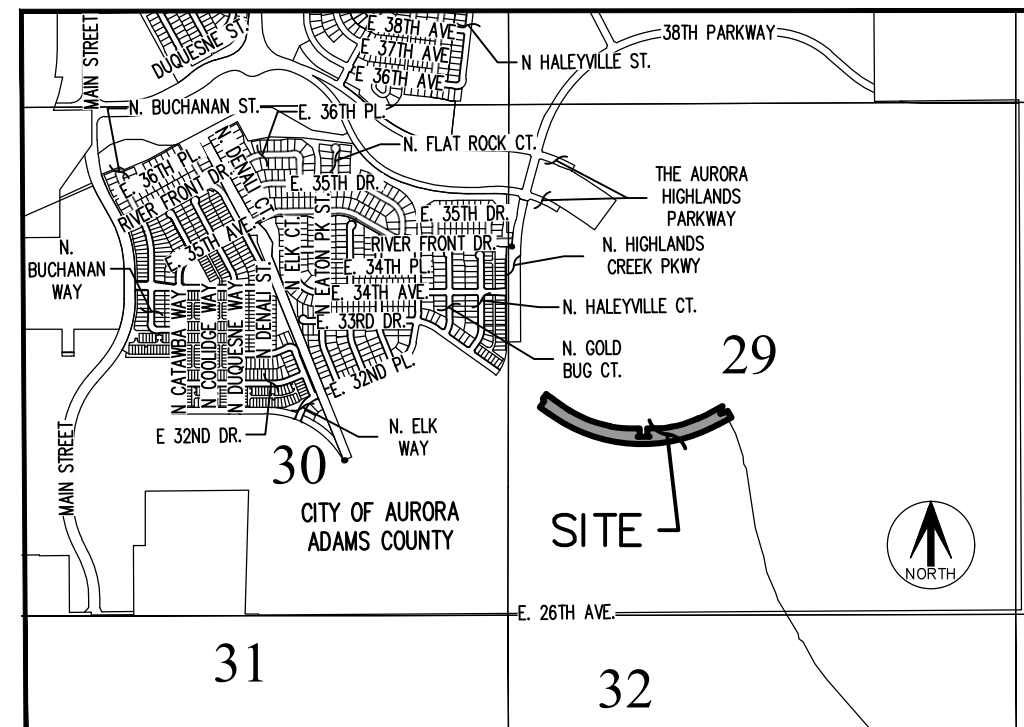 MAIN STREET
DUQUESNE ST.
E. 38TH AVE
E. 37TH AVE
E. 36TH AVE
N HALEYVILLE ST.
38TH PARKWAY
N. BUCHANAN ST.
E. 36TH PL.
N. FLAT ROCK CT.
E. 36TH PL.
RIVER FRONT DR.
N. DENALI CT.
E. 35TH DR.
THE AURORA
HIGHLANDS
PARKWAY
E. 35TH AVE.
N ELK CT.
N EATON PK ST.
E. 35TH DR.
RIVER FRONT DR.
N. HIGHLANDS
CREEK PKWY
N.
BUCHANAN
WAY
E. 34TH PL.
E. 34TH AVE.
N. HALEYVILLE CT.
E. 33RD DR.
N CATAWBA WAY
N COOLIDGE WAY
N DUQUESNE WAY
N DENALI ST.
N. GOLD
BUG CT.
29
E. 32ND PL.
E 32ND DR.
N. ELK
WAY
30
MAIN STREET
CITY OF AURORA
ADAMS COUNTY
SITE
NORTH
E. 26TH AVE.
31
32